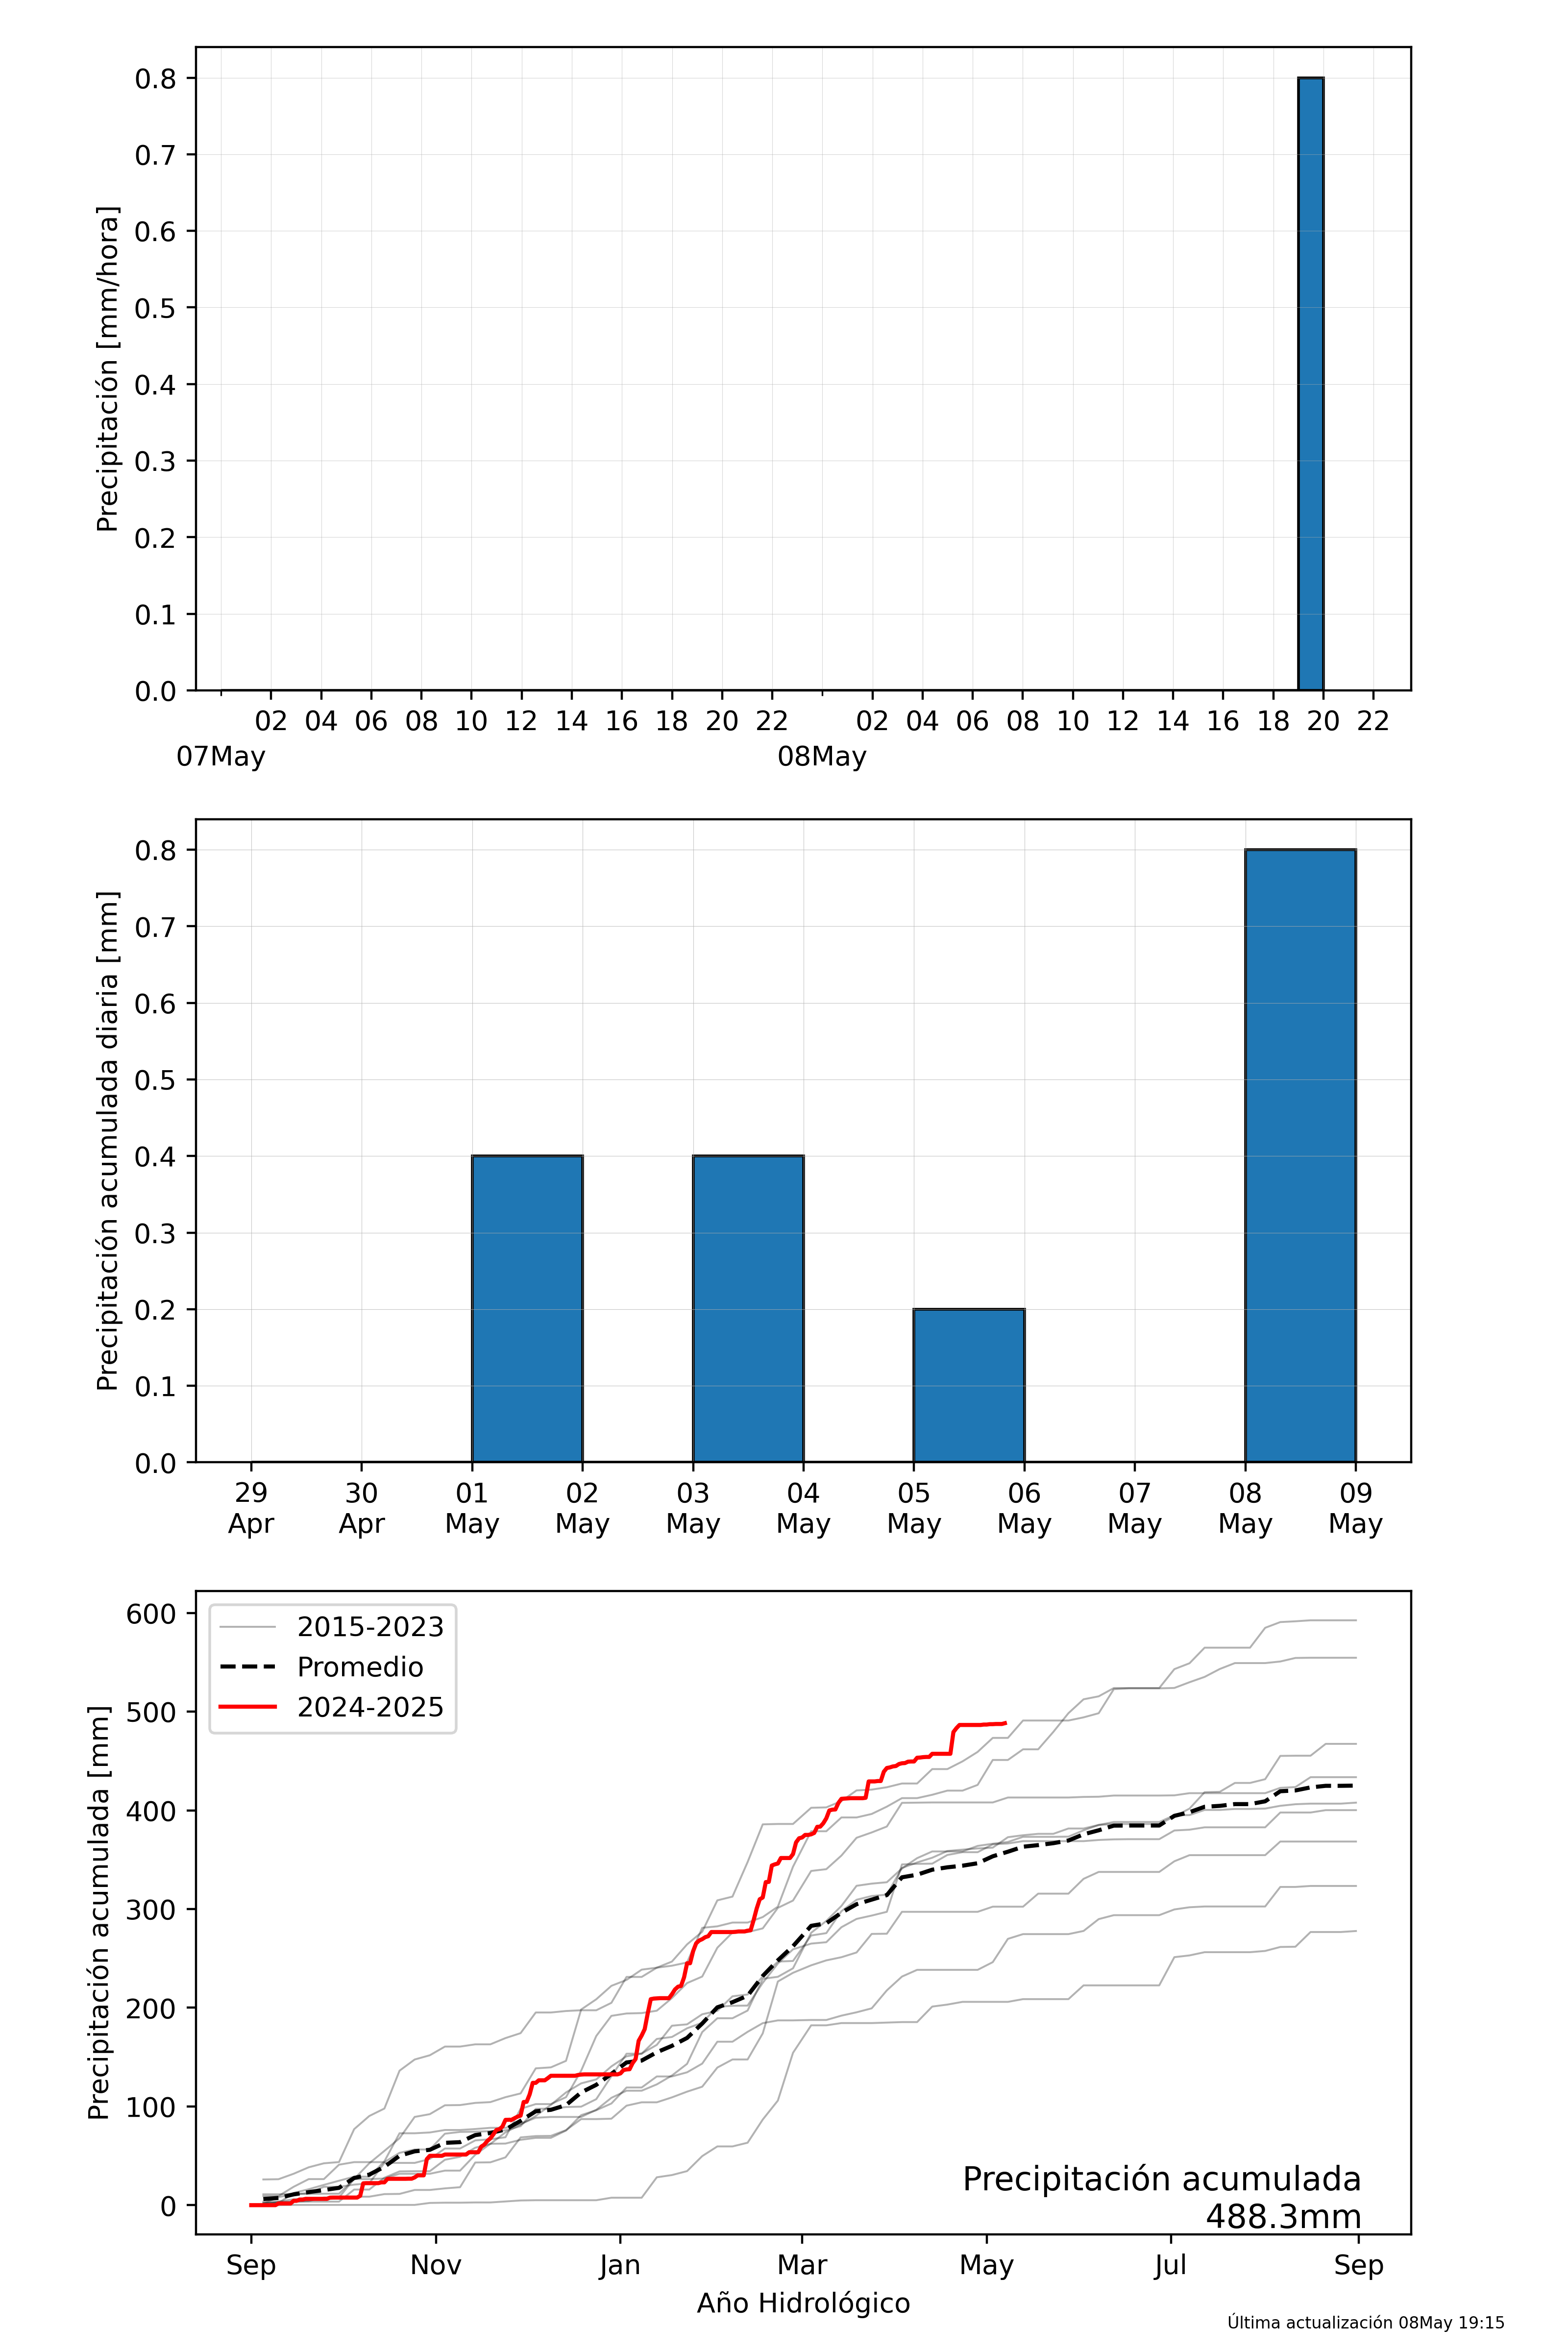 Precipitación [mm/hora]
0.8
0.7
0.6
0.5
0.4
0.3
0.2
0.1
0.0
02 04 06 08 10 12 14 16 18 20 22 02 04 06 08 10 12 14 16 18 20 22
07May 08May
Precipitación acumulada diaria [mm]
0.8
0.7
0.6
0.5
0.4
0.3
0.2
0.1
0.0
29 30 01 02 03 04 05 06 07 08 09
Apr Apr May May May May May May May May May
Precipitación acumulada [mm]
600
500
400
300
200
100
0
2015-2023
Promedio
2024-2025
Precipitación acumulada
488.3mm
Sep Nov Jan Mar May Jul Sep
Año Hidrológico
Última actualización 08May 19:15